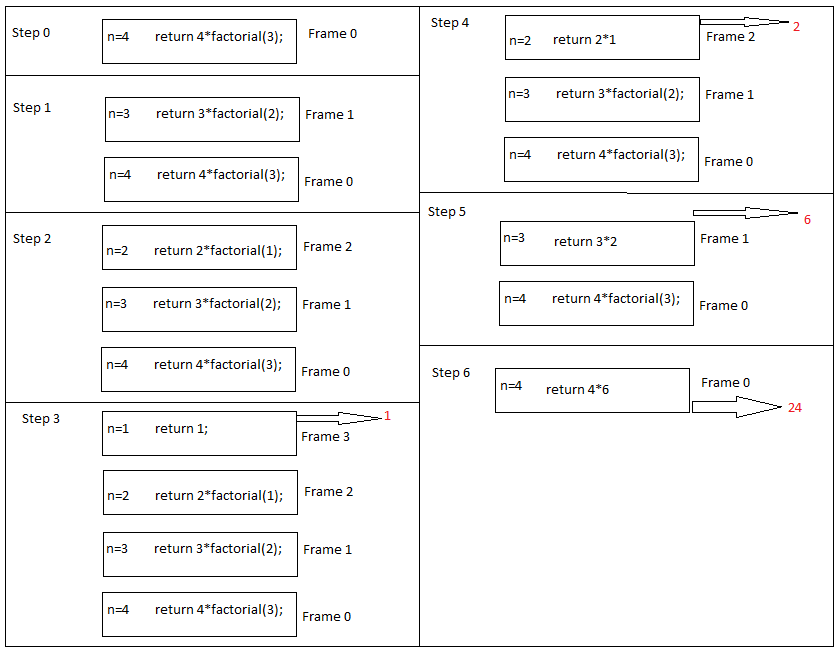 Step 0
n=4 return 4*factorial(3);
Frame 0
Step 1
n=3 return 3*factorial(2);
Frame 1
n=4 return 4*factorial(3);
Frame 0
Step 2
n=2 return 2*factorial(1);
Frame 2
n=3 return 3*factorial(2);
Frame 1
n=4 return 4*factorial(3);
Frame 0
Step 3
n=1 return 1;
1
Frame 3
n=2 return 2*factorial(1);
Frame 2
n=3 return 3*factorial(2);
Frame 1
n=4 return 4*factorial(3);
Frame 0
Step 4
n=2 return 2*1
2
Frame 2
n=3 return 3*factorial(2);
Frame 1
n=4 return 4*factorial(3);
Frame 0
Step 5
6
n=3 return 3*2
Frame 1
n=4 return 4*factorial(3);
Frame 0
Step 6
n=4 return 4*6
Frame 0
24